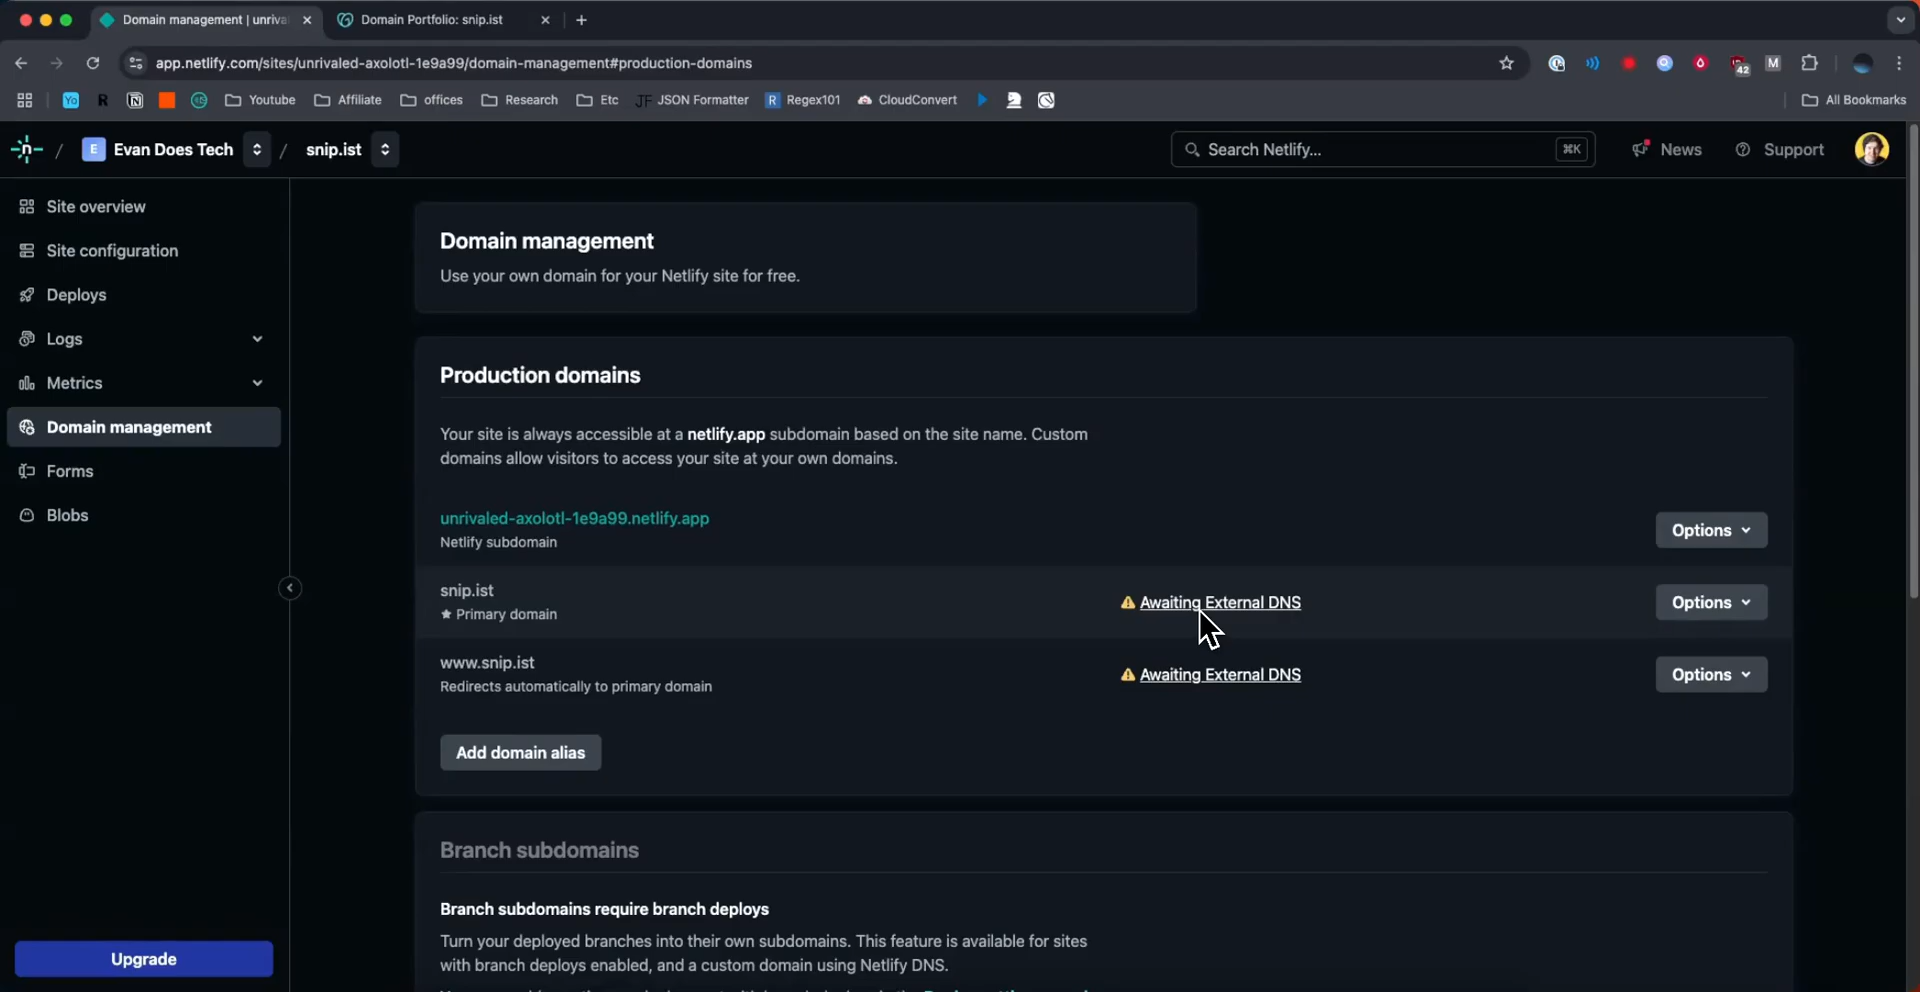 Domain management | unriva
Domain Portfolio: snip.ist
app.netlify.com/sites/unrivaled-axolotl-1e9a99/domain-management#production-domains
42
M
Yo
R
Youtube
Affiliate
offices
Research
Etc
JF JSON Formatter
R Regex101
CloudConvert
All Bookmarks
n / E Evan Does Tech / snip.ist
Search Netlify...
⌘K
News
Support
Site overview
Site configuration
Deploys
Logs
Metrics
Domain management
Forms
Blobs
Upgrade
Domain management
Use your own domain for your Netlify site for free.
Production domains
Your site is always accessible at a netlify.app subdomain based on the site name. Custom
domains allow visitors to access your site at your own domains.
unrivaled-axolotl-1e9a99.netlify.app
Netlify subdomain
Options
snip.ist
★ Primary domain
Awaiting External DNS
Options
www.snip.ist
Redirects automatically to primary domain
Awaiting External DNS
Options
Add domain alias
Branch subdomains
Branch subdomains require branch deploys
Turn your deployed branches into their own subdomains. This feature is available for sites
with branch deploys enabled, and a custom domain using Netlify DNS.